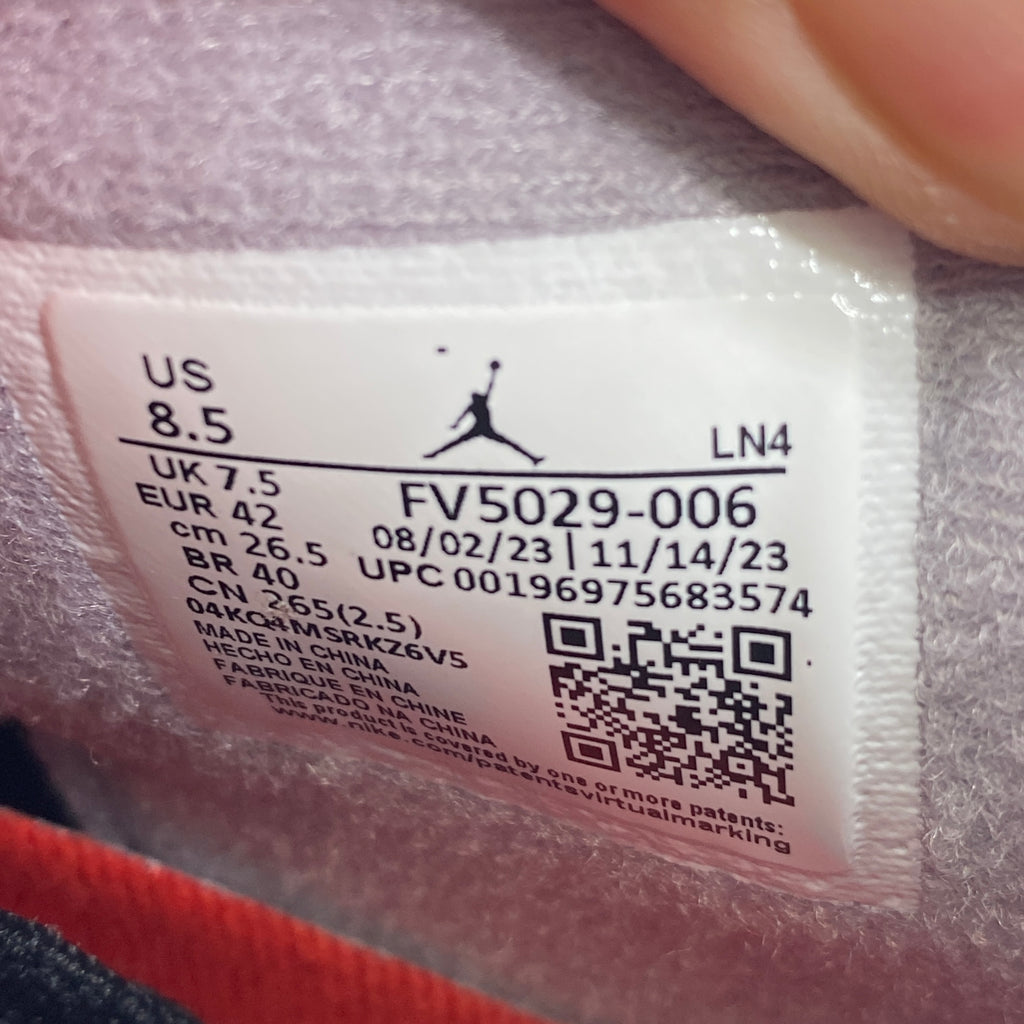 US
8.5
LN4
UK 7.5
EUR 42
cm 26.5
BR 40
CN 265(2.5)
04KQ4MSRKZ6V5
MADE IN CHINA
HECHO EN CHINA
FABRIQUE EN CHINE
FABRICADO NA CHINA
FV5029-006
08/02/23 | 11/14/23
UPC 00196975683574
This product is covered by one or more patents:
www.nike.com/patentsvirtualmarking